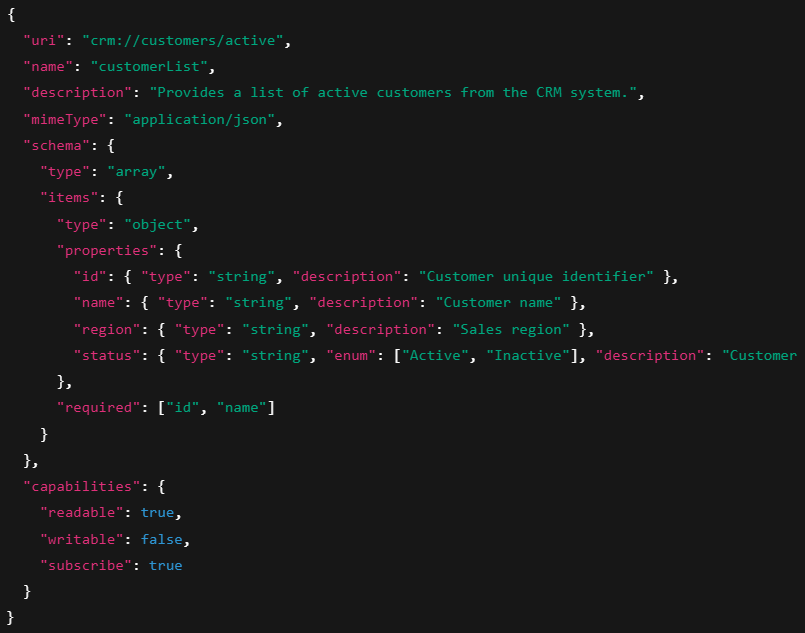 {
  "uri": "crm://customers/active",
  "name": "customerList",
  "description": "Provides a list of active customers from the CRM system.",
  "mimeType": "application/json",
  "schema": {
    "type": "array",
    "items": {
      "type": "object",
      "properties": {
        "id": { "type": "string", "description": "Customer unique identifier" },
        "name": { "type": "string", "description": "Customer name" },
        "region": { "type": "string", "description": "Sales region" },
        "status": { "type": "string", "enum": ["Active", "Inactive"], "description": "Customer
      },
      "required": ["id", "name"]
    }
  },
  "capabilities": {
    "readable": true,
    "writable": false,
    "subscribe": true
  }
}